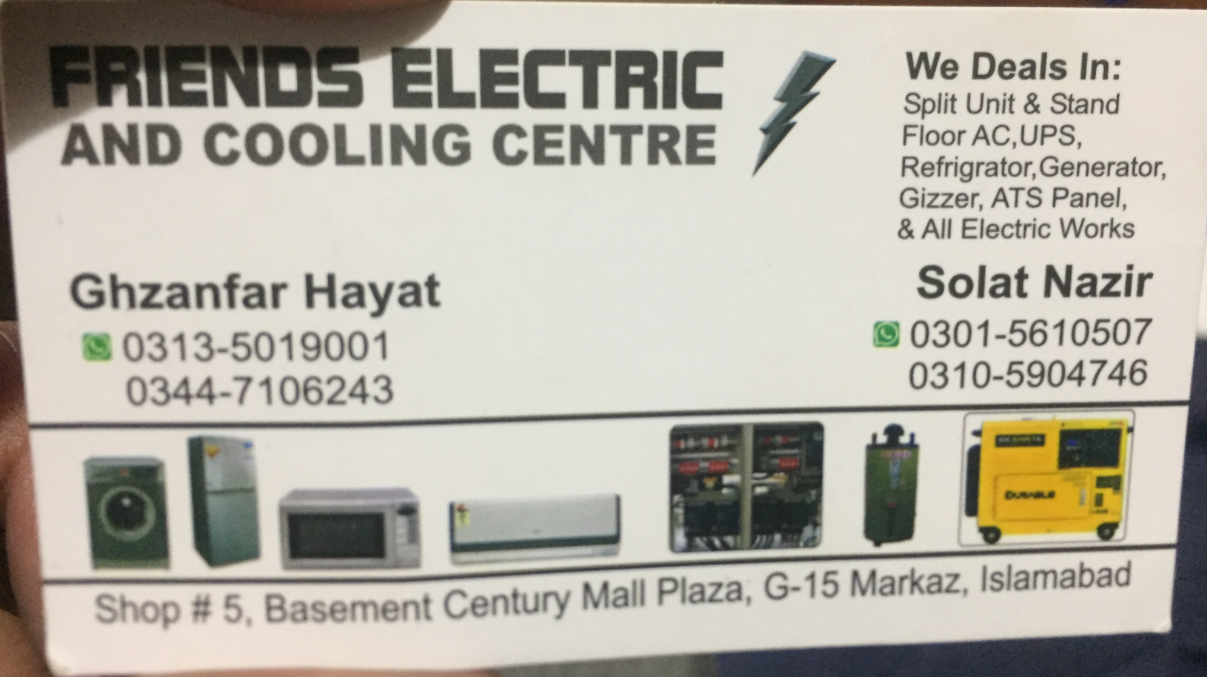 FRIENDS ELECTRIC
AND COOLING CENTRE
We Deals In:
Split Unit & Stand
Floor AC,UPS,
Refrigrator,Generator,
Gizzer, ATS Panel,
& All Electric Works
Ghzanfar Hayat
0313-5019001
0344-7106243
Solat Nazir
0301-5610507
0310-5904746
DURABLE
Shop # 5, Basement Century Mall Plaza, G-15 Markaz, Islamabad